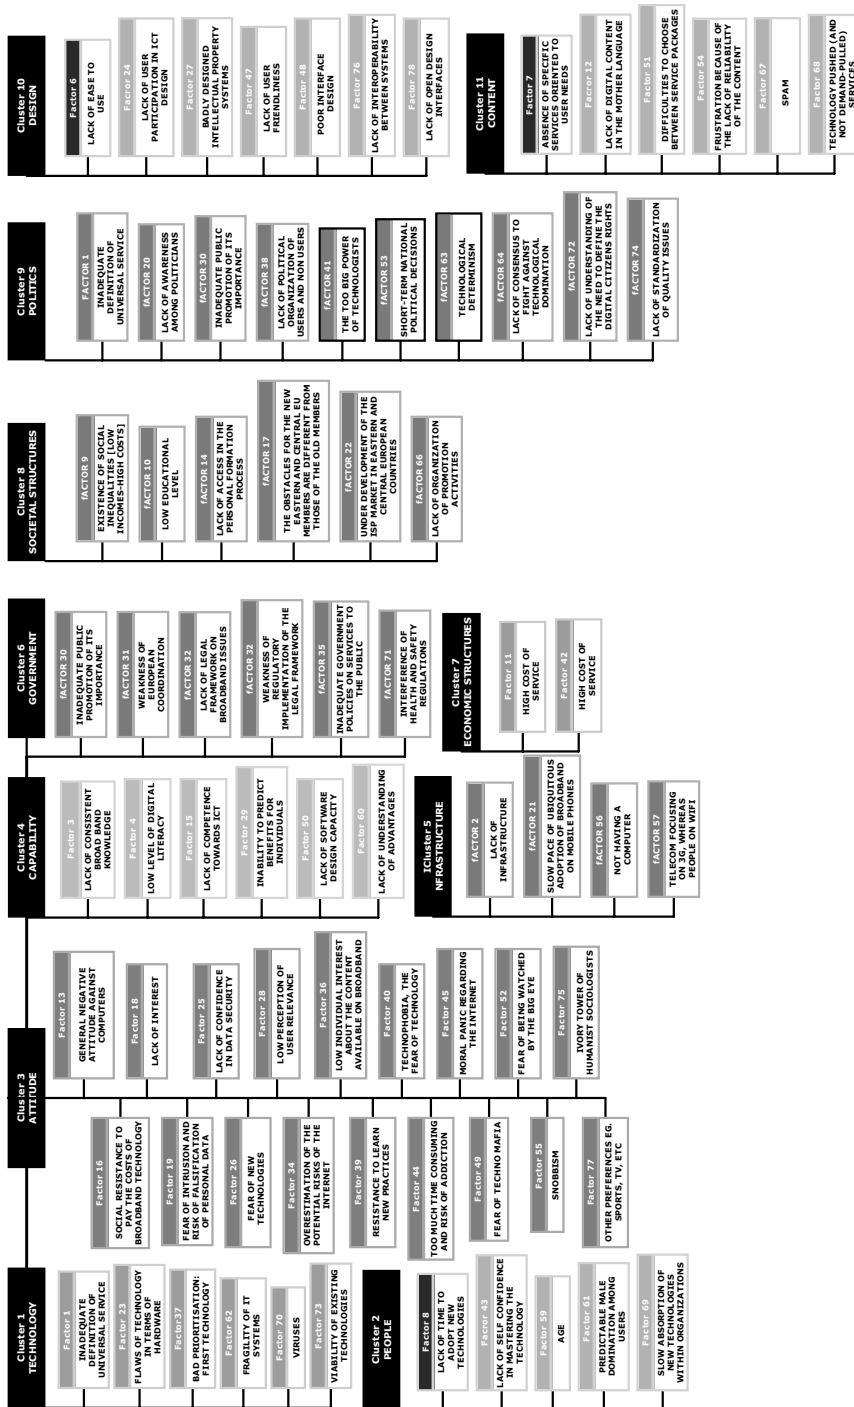 Cluster 1
TECHNOLOGY
Factor 1
INADEQUATE
DEFINITION OF
UNIVERSAL SERVICE
Factor 23
FLAWS OF TECHNOLOGY
IN TERMS OF
HARDWARE
Factor37
BAD PRIORITISATION:
FIRST TECHNOLOGY
Factor 62
FRAGILITY OF IT
SYSTEMS
Factor 70
VIRUSES
Factor 73
VIABILITY OF EXISTING
TECHNOLOGIES
Cluster 2
PEOPLE
Factor 8
LACK OF TIME TO
ADOPT NEW
TECHNOLOGIES
Facror 43
LACK OF SELF CONFIDENCE
IN MASTERING THE
TECHNOLOGY
Factor 59
AGE
Factor 61
PREDICTABLE MALE
DOMINATION AMONG
USERS
Factor 69
SLOW ABSORPTION OF
NEW TECHNOLOGIES
WITHIN ORGANIZATIONS
Cluster 3
ATTITUDE
Factor 16
SOCIAL RESISTANCE TO
PAY THE COSTS OF
BROADBAND TECHNOLOGY
Factor 19
FEAR OF INTRUSION AND
RISK OF FALSIFICATION
OF PERSONAL DATA
Factor 26
FEAR OF NEW
TECHNOLOGIES
Factor 34
OVERESTIMATION OF THE
POTENTIAL RISKS OF THE
INTERNET
Factor 39
RESISTANCE TO LEARN
NEW PRACTICES
Factor 44
TOO MUCH TIME CONSUMING
AND RISK OF ADDICTION
Factor 49
FEAR OF TECHNO MAFIA
Factor 55
SNOBBISM
Factor 77
OTHER PREFERENCES EG.
SPORTS, TV, ETC
Factor 13
GENERAL NEGATIVE
ATTITUDE AGAINST
COMPUTERS
Factor 18
LACK OF INTEREST
Factor 25
LACK OF CONFIDENCE
IN DATA SECURITY
Factor 28
LOW PERCEPTION OF
USER RELEVANCE
Factor 36
LOW INDIVIDUAL INTEREST
ABOUT THE CONTENT
AVAILABLE ON BROADBAND
Factor 40
TECHNOPHOBIA, THE
FEAR OF TECHNOLOGY
Factor 45
MORAL PANIC REGARDING
THE INTERNET
Factor 52
FEAR OF BEING WATCHED
BY THE BIG EYE
Factor 75
IVORY TOWER OF
HUMANIST SOCIOLOGISTS
Cluster 4
CAPABILITY
Factor 3
LACK OF CONSISTENT
BROAD BAND
KNOWLEDGE
Factor 4
LOW LEVEL OF DIGITAL
LITERACY
Factor 15
LACK OF COMPETENCE
TOWARDS ICT
Factor 29
INABILITY TO PREDICT
BENEFITS FOR
INDIVIDUALS
Factor 50
LACK OF SOFTWARE
DESIGN CAPACITY
Factor 60
LACK OF UNDERSTANDING
OF ADVANTAGES
ICluster 5
NFRASTRUCTURE
fACTOR 2
LACK OF
INFRASTRUCTURE
fACTOR 21
SLOW PACE OF UBIQUITOUS
ADOPTION OF BROADBAND
ON MOBILE PHONES
fACTOR 56
NOT HAVING A
COMPUTER
fACTOR 57
TELECOM FOCUSING
ON 3G, WHEREAS
PEOPLE ON WIFI
Cluster 6
GOVERNMENT
fACTOR 30
INADEQUATE PUBLIC
PROMOTION OF ITS
IMPORTANCE
fACTOR 31
WEAKNESS OF
EUROPEAN
COORDINATION
fACTOR 32
LACK OF LEGAL
FRAMEWORK ON
BROADBAND ISSUES
fACTOR 32
WEAKNESS OF
REGULATORY
IMPLEMENTATION OF THE
LEGAL FRAMEWORK
fACTOR 35
INADEQUATE GOVERNMENT
POLICIES ON SERVICES TO
THE PUBLIC
fACTOR 71
INTERFERENCE OF
HEALTH AND SAFETY
REGULATIONS
Cluster 7
ECONOMIC STRUCTURES
Factor 11
HIGH COST OF
SERVICE
Factor 42
HIGH COST OF
SERVICE
Cluster 8
SOCIETAL STRUCTURES
fACTOR 9
EXISTENCE OF SOCIAL
INEQUALITIES [LOW
INCOMES-HIGH COSTS]
fACTOR 10
LOW EDUCATIONAL
LEVEL
fACTOR 14
LACK OF ACCESS IN THE
PERSONAL FORMATION
PROCESS
fACTOR 17
THE OBSTACLES FOR THE NEW
EASTERN AND CENTRAL EU
MEMBERS ARE DIFFERENT FROM
THOSE OF THE OLD MEMBERS
fACTOR 22
UNDER DEVELOPMENT OF THE
ISP MARKET IN EASTERN AND
CENTRAL EUROPEAN
COUNTRIES
fACTOR 66
LACK OF ORGANIZATION
OF PROMOTION
ACTIVITIES
Cluster 9
POLITICS
fACTOR 1
INADEQUATE
DEFINITION OF
UNIVERSAL SERVICE
fACTOR 20
LACK OF AWARENESS
AMONG POLITICIANS
fACTOR 30
INADEQUATE PUBLIC
PROMOTION OF ITS
IMPORTANCE
fACTOR 38
LACK OF POLITICAL
ORGANIZATION OF
USERS AND NON USERS
fACTOR 41
THE TOO BIG POWER
OF TECHNOLOGISTS
fACTOR 53
SHORT-TERM NATIONAL
POLITICAL DECISIONS
fACTOR 63
TECHNOLOGICAL
DETERMINISM
fACTOR 64
LACK OF CONSENSUS TO
FIGHT AGAINST
TECHNOLOGICAL
DOMINATION
fACTOR 72
LACK OF UNDERSTANDING OF
THE NEED TO DEFINE THE
DIGITAL CITIZENS RIGHTS
fACTOR 74
LACK OF STANDARDIZATION
OF QUALITY ISSUES
Cluster 10
DESIGN
Factor 6
LACK OF EASE TO
USE
Facror 24
LACK OF USER
PARTICIPATION IN ICT
DESIGN
Factor 27
BADLY DESIGNED
INTELLECTUAL PROPERTY
SYSTEMS
Factor 47
LACK OF USER
FRIENDLINESS
Factor 48
POOR INTERFACE
DESIGN
Factor 76
LACK OF INTEROPERABILITY
BETWEEN SYSTEMS
Factor 78
LACK OF OPEN DESIGN
INTERFACES
Cluster 11
CONTENT
Factor 7
ABSENCE OF SPECIFIC
SERVICES ORIENTED TO
USER NEEDS
Facror 12
LACK OF DIGITAL CONTENT
IN THE MOTHER LANGUAGE
Factor 51
DIFFICULTIES TO CHOOSE
BETWEEN SERVICE PACKAGES
Factor 54
FRUSTRATION BECAUSE OF
THE LACK OF RELIABILITY
OF THE CONTENT
Factor 67
SPAM
Factor 68
TECHNOLOGY PUSHED (AND
NOT DEMAND-PULLED)
SERVICES